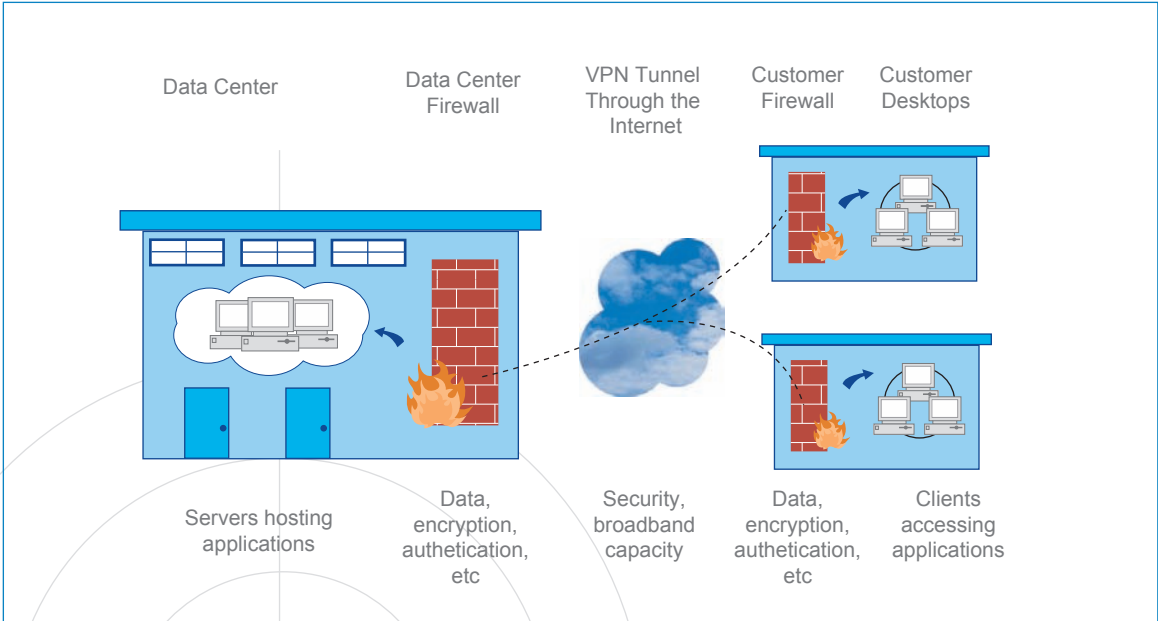 Data Center
Data Center
Firewall
VPN Tunnel
Through the
Internet
Customer
Firewall
Customer
Desktops
Servers hosting
applications
Data,
encryption,
authetication,
etc
Security,
broadband
capacity
Data,
encryption,
authetication,
etc
Clients
accessing
applications